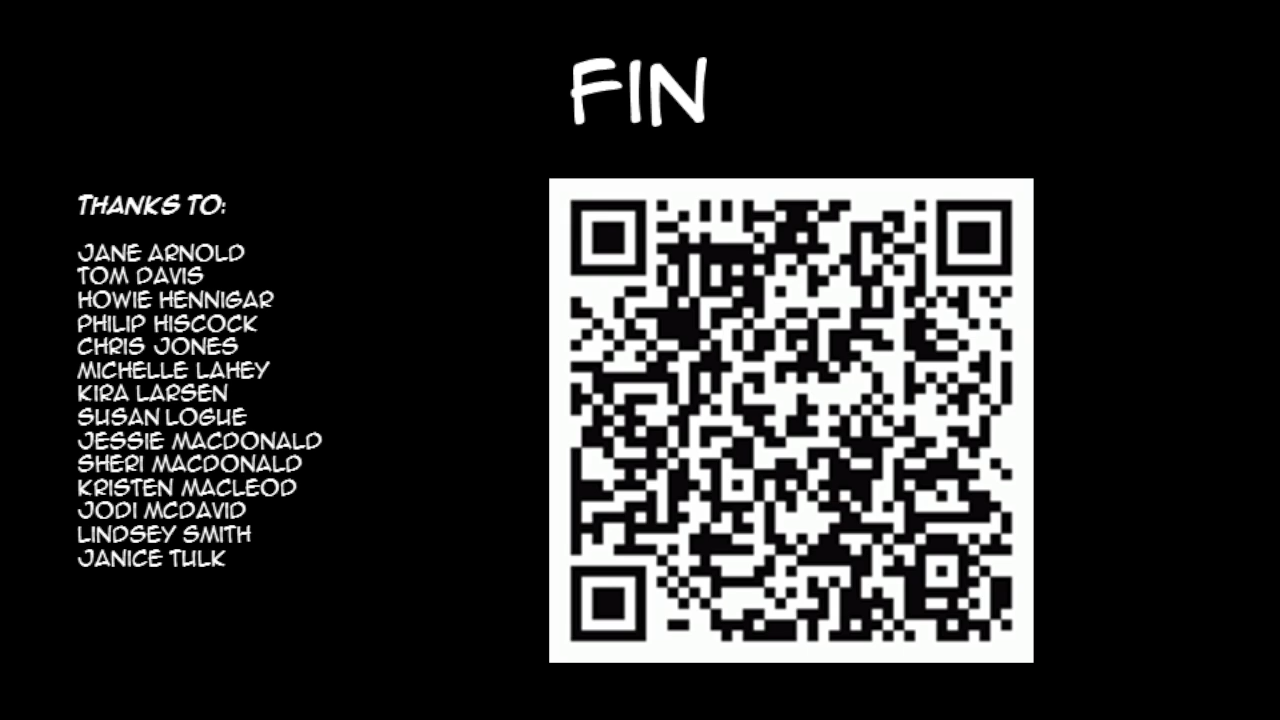 FIN
THANKS TO:
JANE ARNOLD
TOM DAVIS
HOWIE HENNIGAR
PHILIP HISCOCK
CHRIS JONES
MICHELLE LAHEY
KIRA LARSEN
SUSAN LOGUE
JESSIE MACDONALD
SHERI MACDONALD
KRISTEN MACLEOD
JODI MCDAVID
LINDSEY SMITH
JANICE TULK